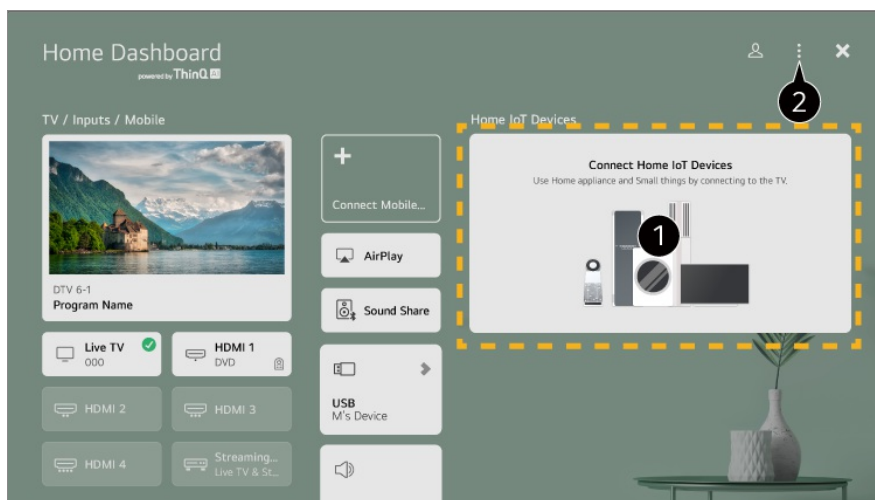 Home Dashboard
powered by ThinQ AI
2
TV / Inputs / Mobile
Home IoT Devices
Connect Home IoT Devices
Use Home appliance and Small things by connecting to the TV.
1
DTV 6-1
Program Name
Live TV
000
HDMI 1
DVD
HDMI 2
HDMI 3
HDMI 4
Streaming...
Live TV & St...
+
Connect Mobile...
AirPlay
Sound Share
USB
M's Device